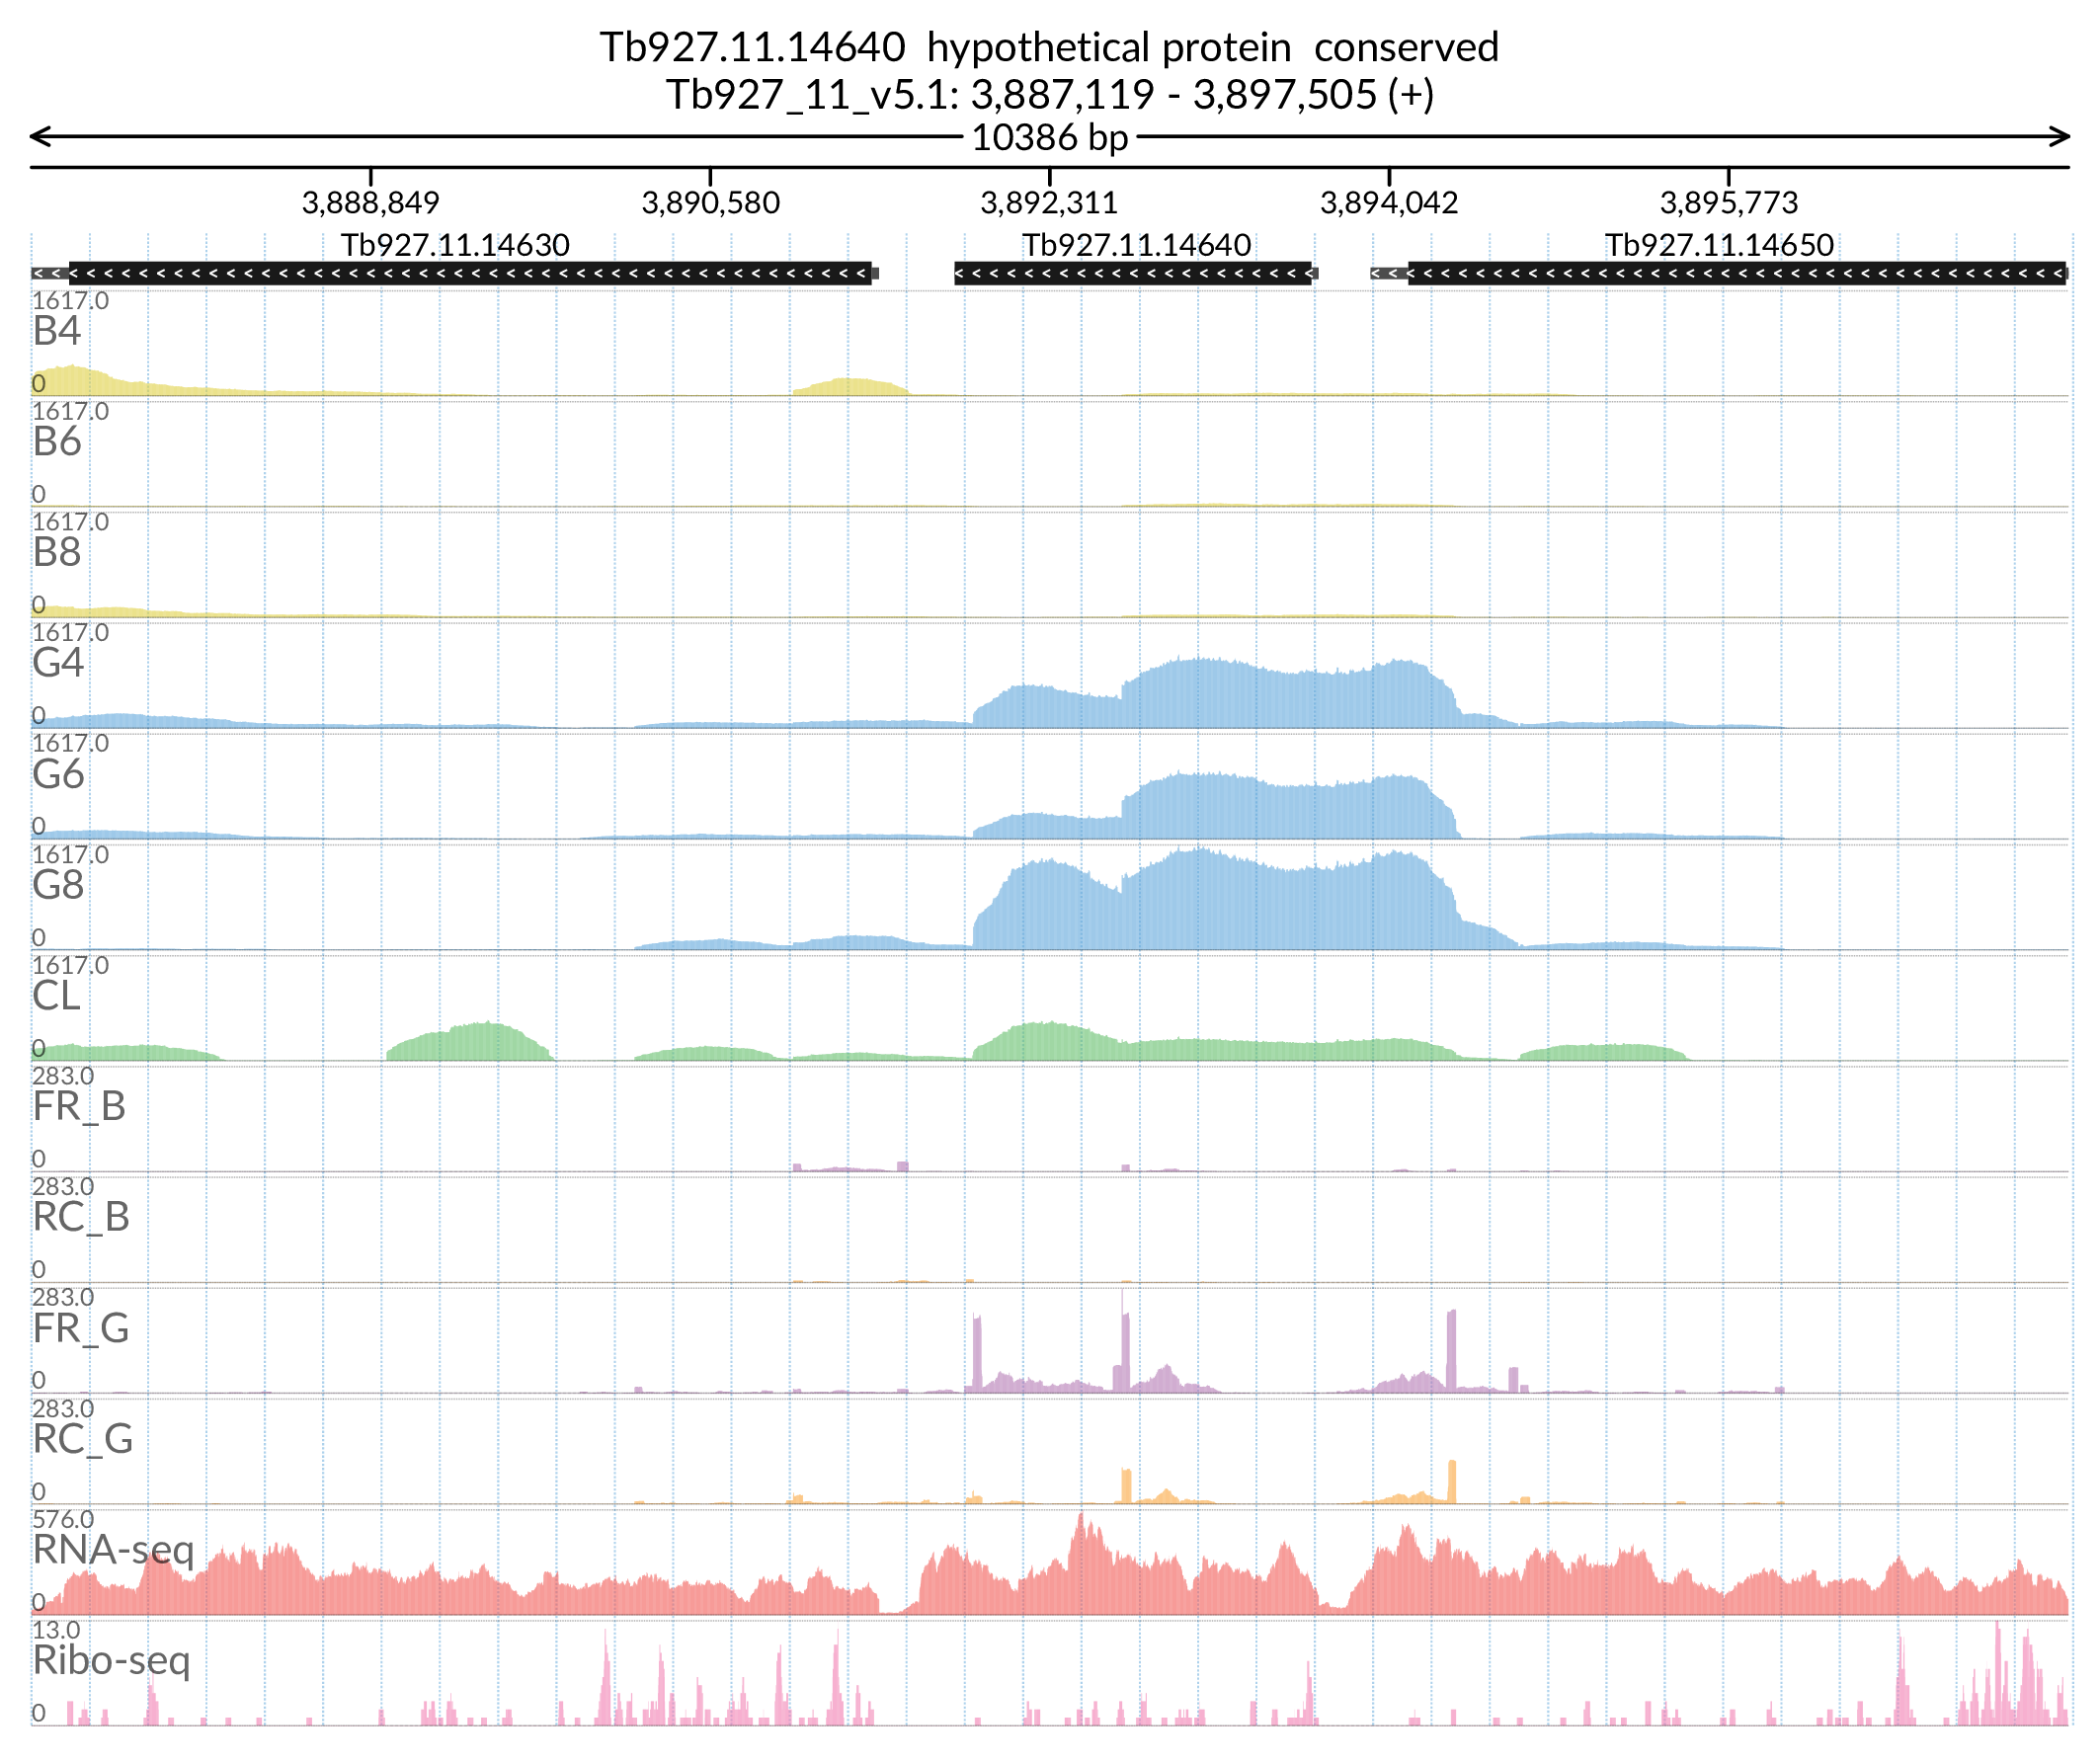 Tb927.11.14640 hypothetical protein conserved
Tb927_11_v5.1: 3,887,119 - 3,897,505 (+)
10386 bp
3,888,849 3,890,580 3,892,311 3,894,042 3,895,773
Tb927.11.14630 Tb927.11.14640 Tb927.11.14650
1617.0
B4
0
1617.0
B6
0
1617.0
B8
0
1617.0
G4
0
1617.0
G6
0
1617.0
G8
0
1617.0
CL
0
283.0
FR_B
0
283.0
RC_B
0
283.0
FR_G
0
283.0
RC_G
0
576.0
RNA-seq
0
13.0
Ribo-seq
0